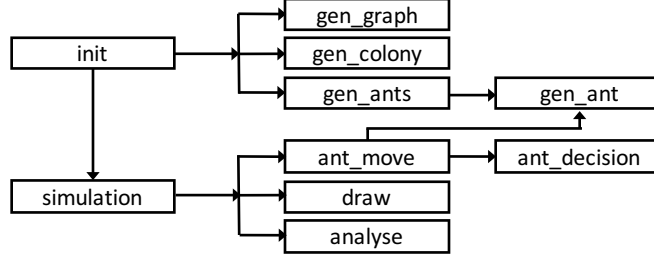 gen_graph
init
gen_colony
gen_ants
gen_ant
ant_move
ant_decision
simulation
draw
analyse